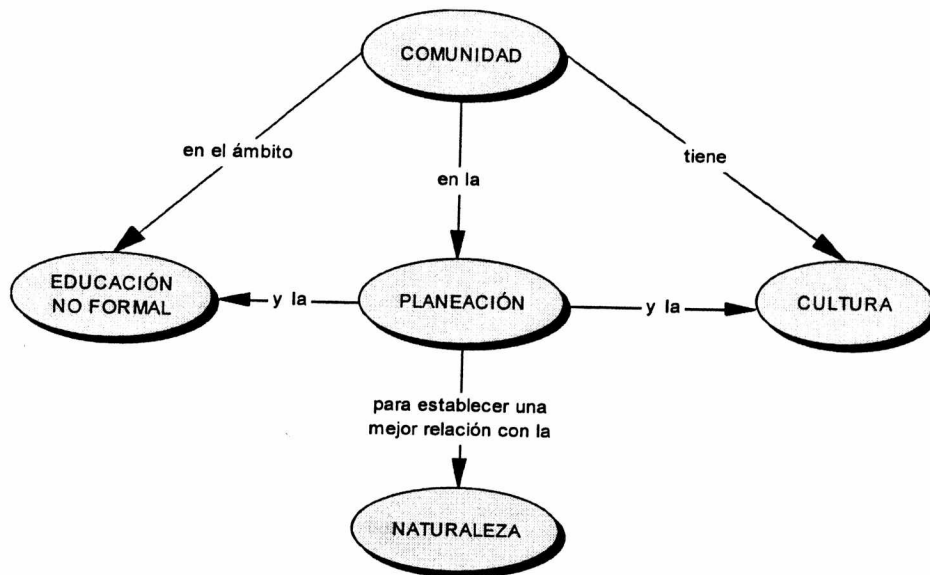 COMUNIDAD
en el ámbito
en la
tiene
EDUCACIÓN
NO FORMAL
y la
PLANEACIÓN
y la
CULTURA
para establecer una
mejor relación con la
NATURALEZA